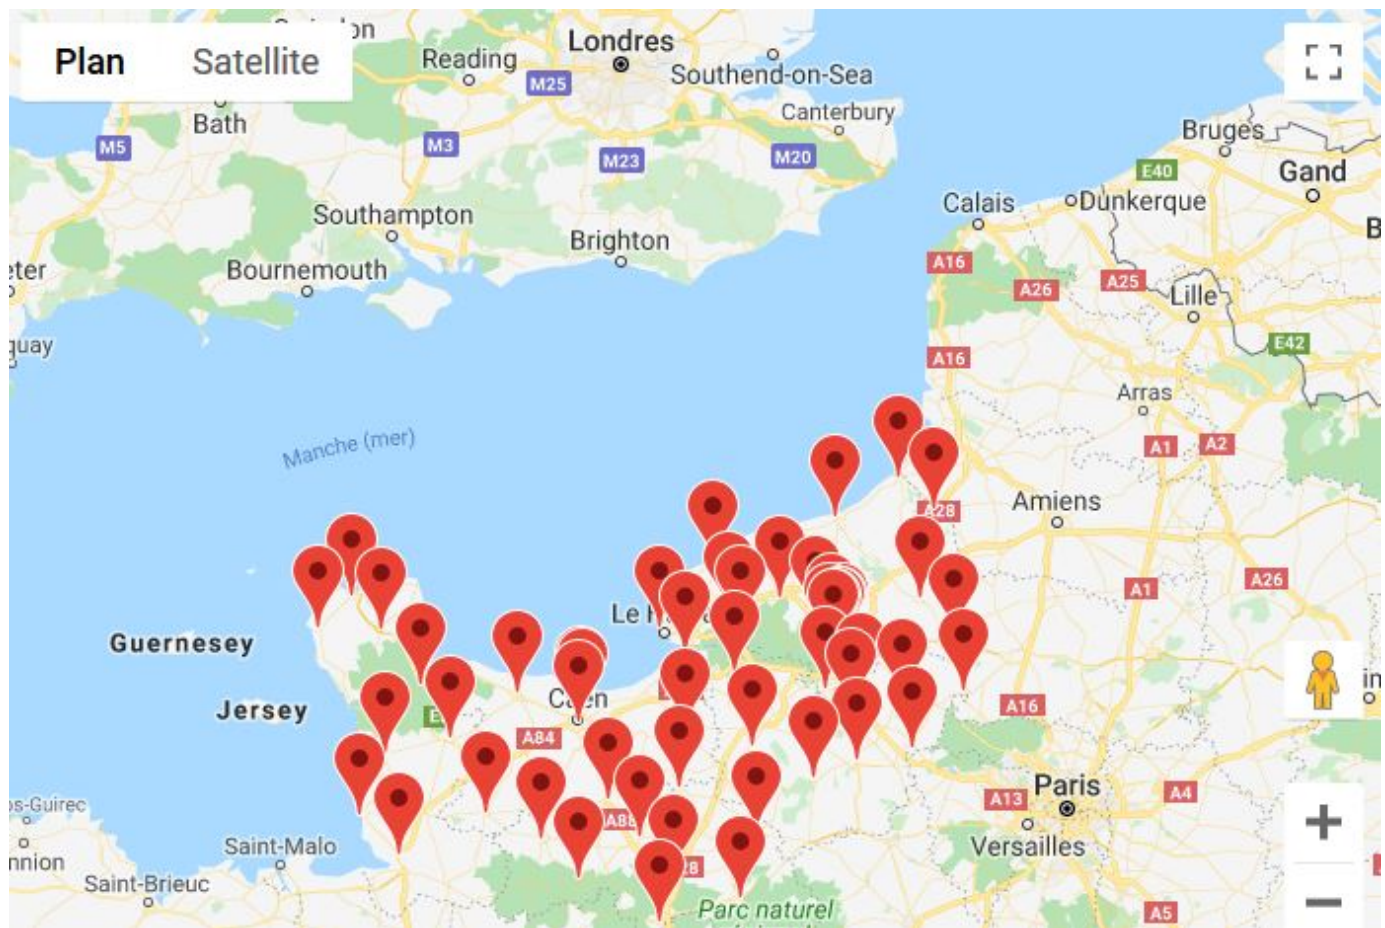 Plan
Satellite
Londres
Reading
M25
Southend-on-Sea
Canterbury
Bath
M5
M3
M23
M20
Bruges
E40
Gand
Southampton
Calais
Dunkerque
Brighton
Bournemouth
A16
A26
A25
Lille
A16
E42
Arras
A1
A2
Manche (mer)
Amiens
A28
A1
A26
Guernesey
Jersey
Caen
A84
A16
Paris
A13
A4
Saint-Malo
Versailles
Saint-Brieuc
Parc naturel
A5